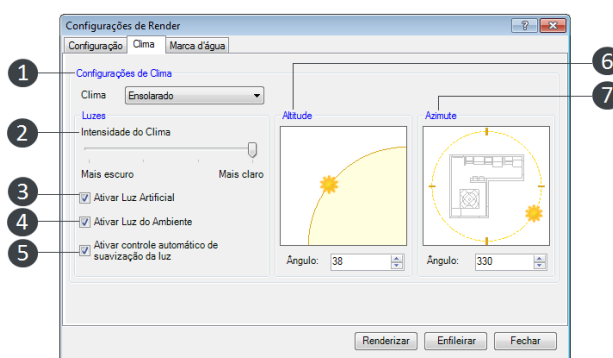 Configurações de Render
Configuração Clima Marca d'água
1 Configurações de Clima
6
7
Clima Ensolarado
Luzes
Altitude
Azimute
2 Intensidade do Clima
Mais escuro Mais claro
3 Ativar Luz Artificial
4 Ativar Luz do Ambiente
5 Ativar controle automático de
suavização da luz
Ângulo: 38
Ângulo: 330
Renderizar Enfileirar Fechar